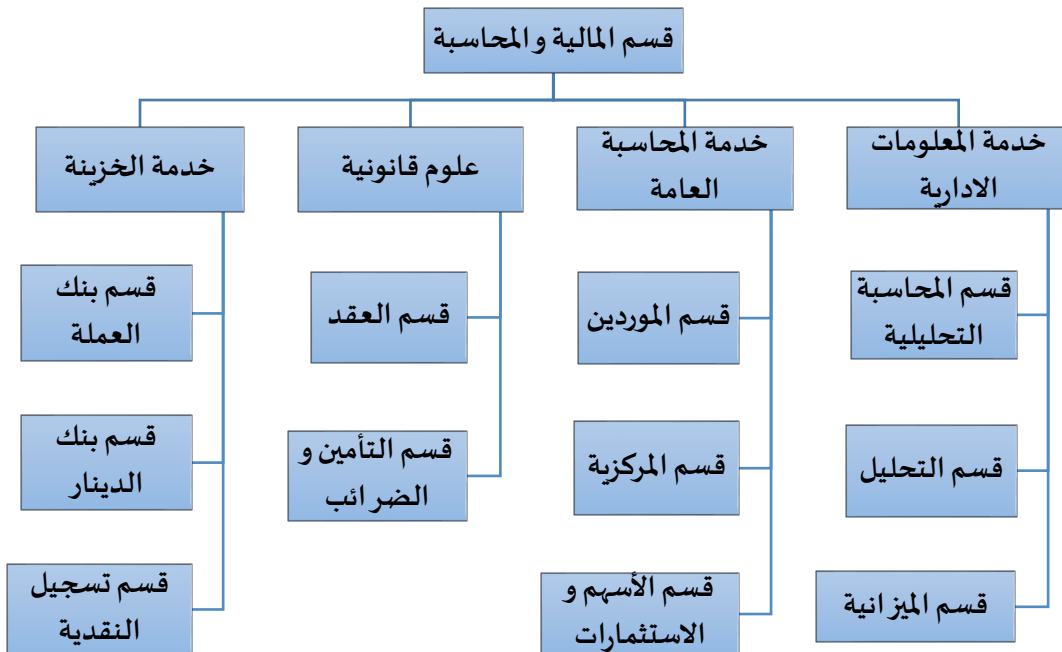 قسم المالية و المحاسبة
خدمة المعلومات
الادارية
خدمة المحاسبة
العامة
علوم قانونية
خدمة الخزينة
قسم المحاسبة
التحليلية
قسم الموردين
قسم العقد
قسم بنك
العملة
قسم التحليل
قسم المركزية
قسم التأمين و
الضرائب
قسم بنك
الدينار
قسم الميزانية
قسم الأسهم و
الاستثمارات
قسم تسجيل
النقدية